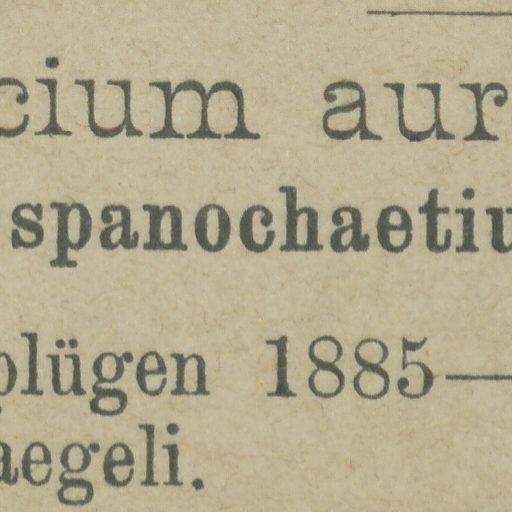 cium aur
spanochaetiu
plügen 1885—
aegeli.